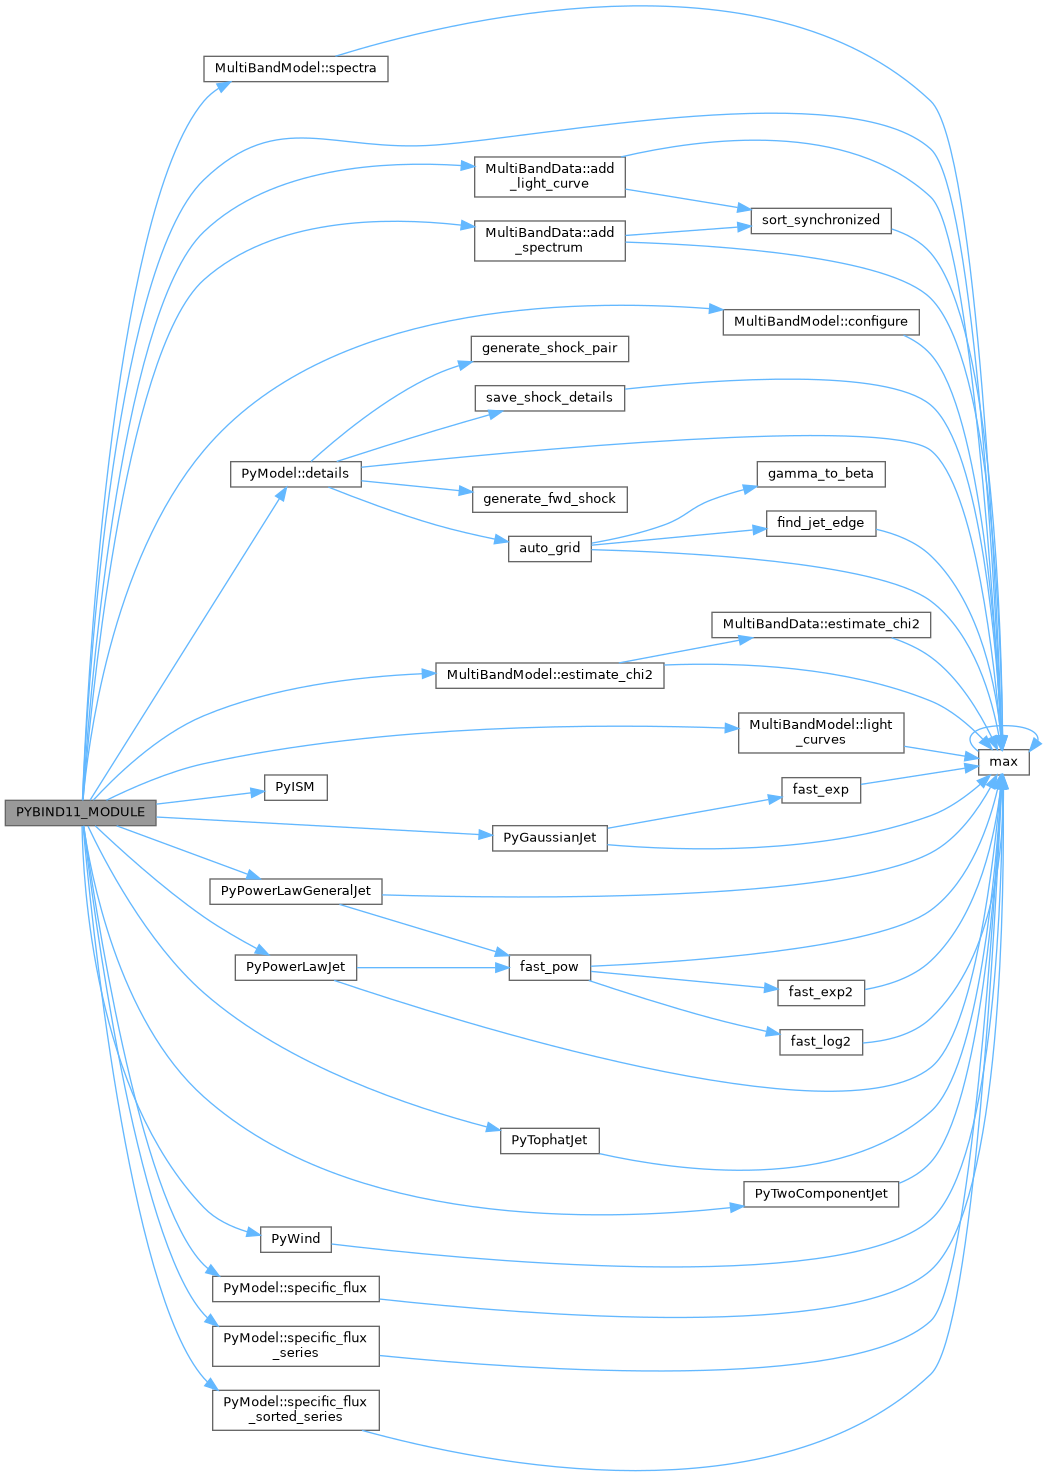 MultiBandModel::spectra
MultiBandData::add
_light_curve
sort_synchronized
MultiBandData::add
_spectrum
MultiBandModel::configure
generate_shock_pair
save_shock_details
PyModel::details
gamma_to_beta
generate_fwd_shock
find_jet_edge
auto_grid
MultiBandData::estimate_chi2
MultiBandModel::estimate_chi2
MultiBandModel::light
_curves
max
PyISM
fast_exp
PYBIND11_MODULE
PyGaussianJet
PyPowerLawGeneralJet
PyPowerLawJet
fast_pow
fast_exp2
fast_log2
PyTophatJet
PyTwoComponentJet
PyWind
PyModel::specific_flux
PyModel::specific_flux
_series
PyModel::specific_flux
_sorted_series